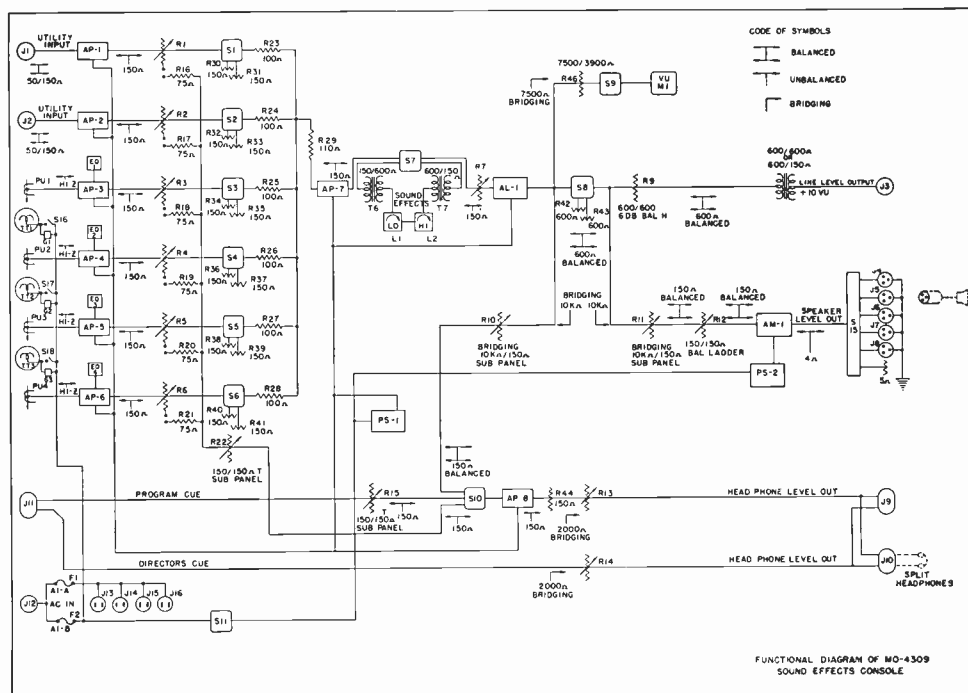 CODE OF SYMBOLS
BALANCED
UNBALANCED
BRIDGING
UTILITY INPUT
J1
AP-1
50/150Ω
150Ω
R1
R16
75Ω
S1
R23
100Ω
R30
150Ω
R31
150Ω
UTILITY INPUT
J2
AP-2
50/150Ω
150Ω
R2
R17
75Ω
S2
R24
100Ω
R32
150Ω
R33
150Ω
R29
110Ω
EQ 1
PU1
HI-Z
AP-3
150Ω
R3
R18
75Ω
S3
R25
100Ω
R34
150Ω
R35
150Ω
TT1
S16
G1
EQ 2
PU2
HI-Z
AP-4
150Ω
R4
R19
75Ω
S4
R26
100Ω
R36
150Ω
R37
150Ω
TT2
S17
G2
PU3
HI-Z
AP-5
150Ω
R5
R20
75Ω
S5
R27
100Ω
R38
150Ω
R39
150Ω
TT3
S18
G3
PU4
HI-Z
AP-6
150Ω
R6
R21
75Ω
S6
R28
100Ω
R40
150Ω
R41
150Ω
R22
150/150Ω T
SUB PANEL
150Ω
AP-7
S7
150/600Ω
T6
SOUND EFFECTS
LO
HI
L1
L2
600/150
T7
R7
150Ω
AL-1
7500/3900Ω
R46
7500Ω
BRIDGING
S9
VU
M1
S8
R42
600Ω
R43
600Ω
600Ω
BALANCED
R9
600/600
6 DB BAL H
600Ω
BALANCED
600/600Ω
OR
600/150Ω
LINE LEVEL OUTPUT
+10 VU
J3
BRIDGING
10KΩ 10KΩ
R10
BRIDGING
10KΩ/150Ω
SUB PANEL
R11
BRIDGING
10KΩ/150Ω
SUB PANEL
150Ω
BALANCED
150Ω
BALANCED
R12
150/150Ω
BAL LADDER
AM-1
SPEAKER
LEVEL OUT
4Ω
S15
J4
J5
J6
J7
J8
5Ω
PS-2
PS-1
150Ω
BALANCED
J11
PROGRAM CUE
R15
T
150/150Ω
SUB PANEL
150Ω
S10
150Ω
AP-8
150Ω
R44
150Ω
R13
2000Ω
BRIDGING
HEAD PHONE LEVEL OUT
J9
DIRECTORS CUE
2000Ω
BRIDGING
R14
HEAD PHONE LEVEL OUT
J10
SPLIT
HEADPHONES
F1
A1-A
J13
J14
J15
J16
J12
AC IN
F2
A1-B
S11
FUNCTIONAL DIAGRAM OF MO-4309
SOUND EFFECTS CONSOLE